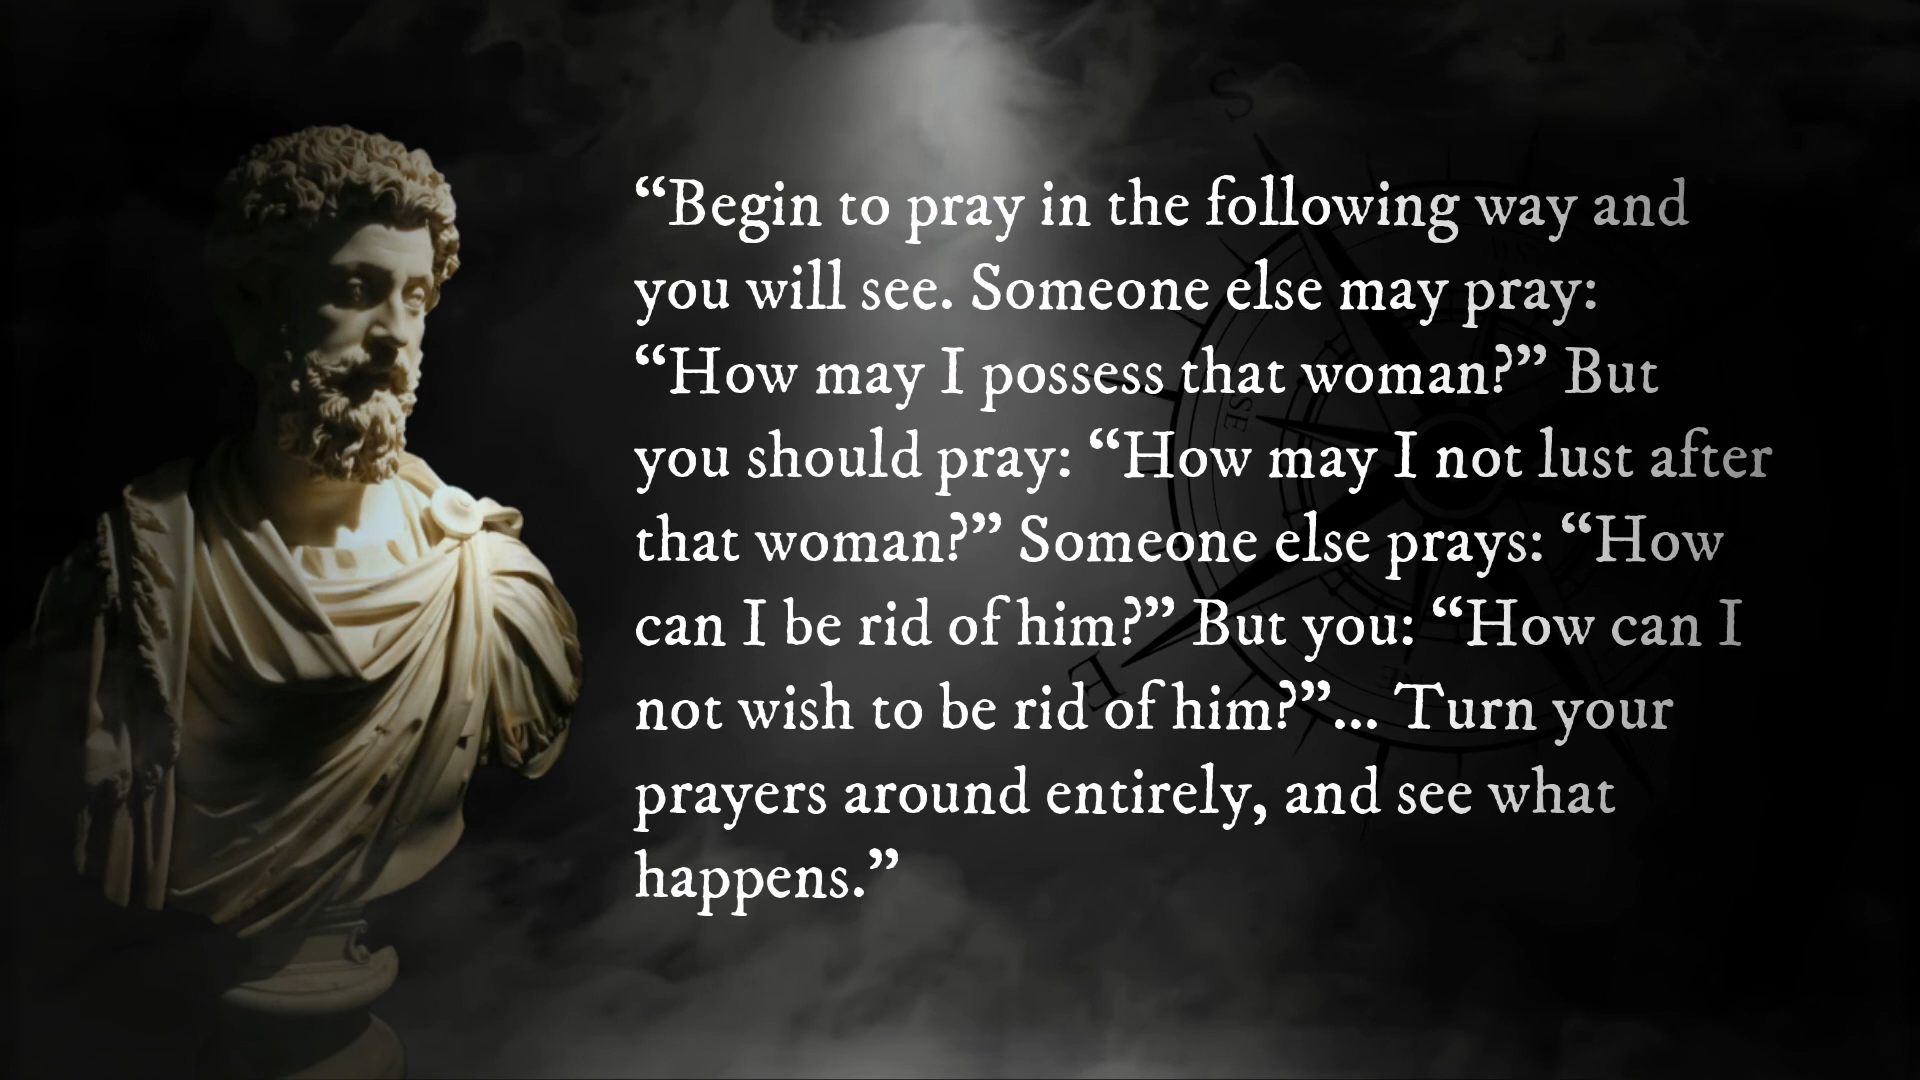 “Begin to pray in the following way and
you will see. Someone else may pray:
“How may I possess that woman?” But
you should pray: “How may I not lust after
that woman?” Someone else prays: “How
can I be rid of him?” But you: “How can I
not wish to be rid of him?”... Turn your
prayers around entirely, and see what
happens.”
S
SE
E
NE